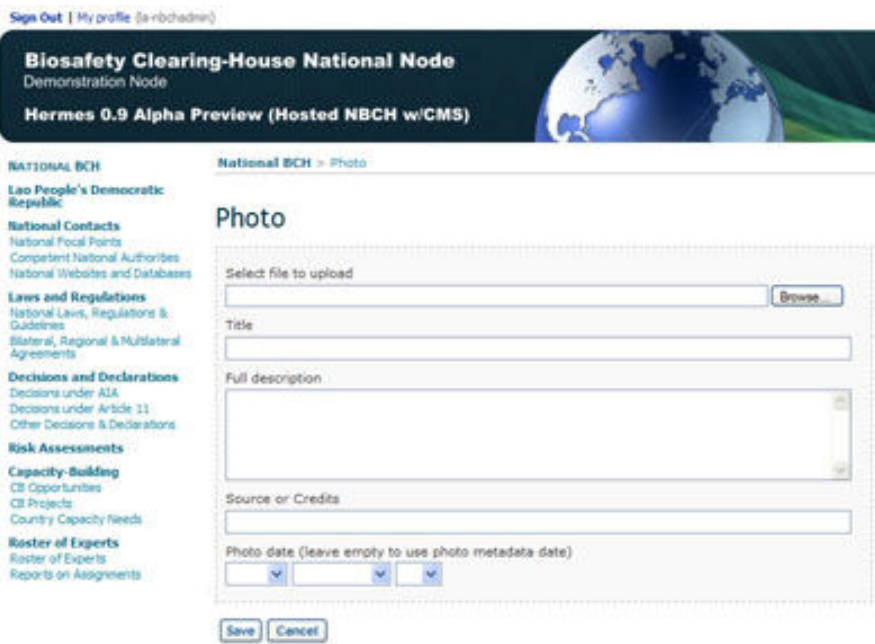 Sign Out | My profile (la-nbchadmin)
Biosafety Clearing-House National Node
Demonstration Node
Hermes 0.9 Alpha Preview (Hosted NBCH w/CMS)
NATIONAL BCH
Lao People's Democratic
Republic
National Contacts
National Focal Points
Competent National Authorities
National Websites and Databases
Laws and Regulations
National Laws, Regulations &
Guidelines
Bilateral, Regional & Multilateral
Agreements
Decisions and Declarations
Decisions under AIA
Decisions under Article 11
Other Decisions & Declarations
Risk Assessments
Capacity-Building
CB Opportunities
CB Projects
Country Capacity Needs
Roster of Experts
Roster of Experts
Reports on Assignments
National BCH > Photo
Photo
Select file to upload
Browse...
Title
Full description
Source or Credits
Photo date (leave empty to use photo metadata date)
Save Cancel